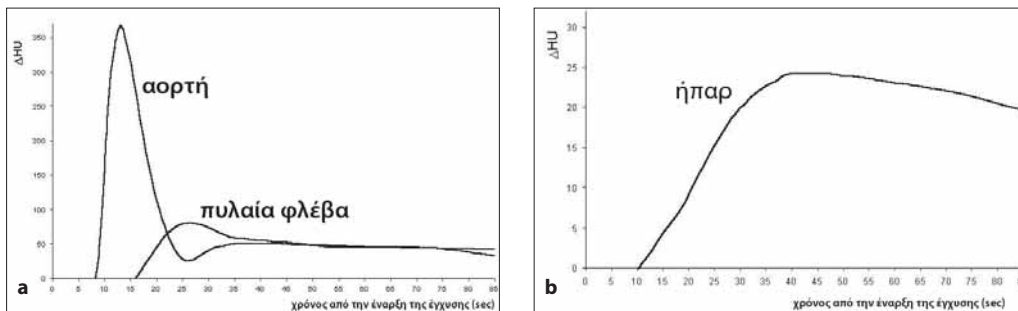 ΔHU
350
300
250
200
150
100
50
0
αορτή
πυλαία φλέβα
0 5 10 15 20 25 30 35 40 45 50 55 60 65 70 75 80 85
χρόνος από την έναρξη της έγχυσης (sec)
a
ΔHU
30
25
20
15
10
5
0
ήπαρ
0 5 10 15 20 25 30 35 40 45 50 55 60 65 70 75 80 85
χρόνος από την έναρξη της έγχυσης (sec)
b